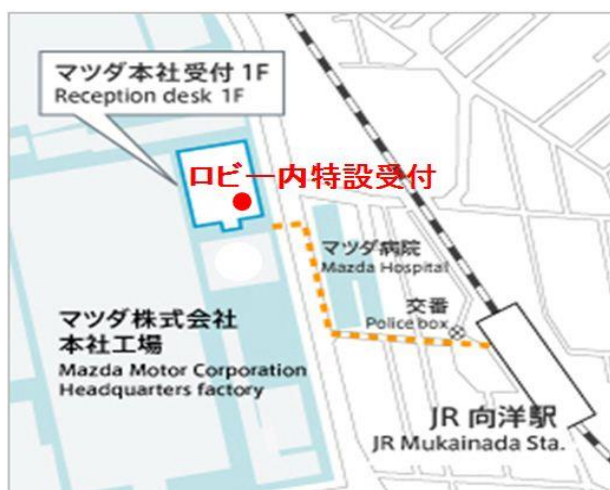 マツダ本社受付 1F
Reception desk 1F
ロビー内特設受付
マツダ病院
Mazda Hospital
交番
Police box
マツダ株式会社
本社工場
Mazda Motor Corporation
Headquarters factory
JR 向洋駅
JR Mukainada Sta.